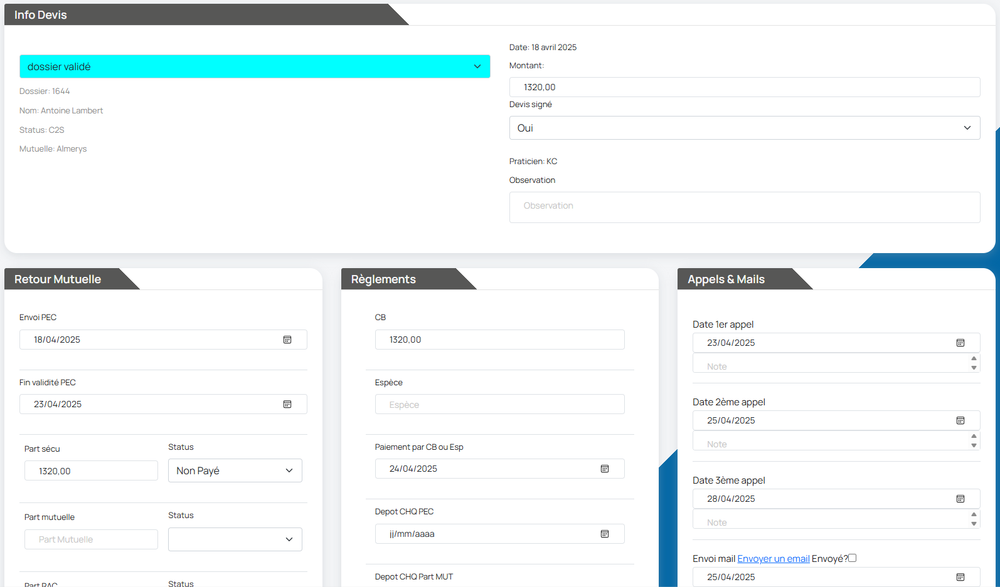 Info Devis
dossier validé
Dossier: 1644
Nom: Antoine Lambert
Status: C2S
Mutuelle: Almerys
Date: 18 avril 2025
Montant:
1320,00
Devis signé
Oui
Praticien: KC
Observation
Observation
Retour Mutuelle
Envoi PEC
18/04/2025
Fin validité PEC
23/04/2025
Part sécu
Status
1320,00
Non Payé
Part mutuelle
Status
Part Mutuelle
Part RAC
Status
Règlements
CB
1320,00
Espèce
Espèce
Paiement par CB ou Esp
24/04/2025
Depot CHQ PEC
jj/mm/aaaa
Depot CHQ Part MUT
Appels & Mails
Date 1er appel
23/04/2025
Note
Date 2ème appel
25/04/2025
Note
Date 3ème appel
28/04/2025
Note
Envoi mail Envoyer un email Envoyé?
25/04/2025